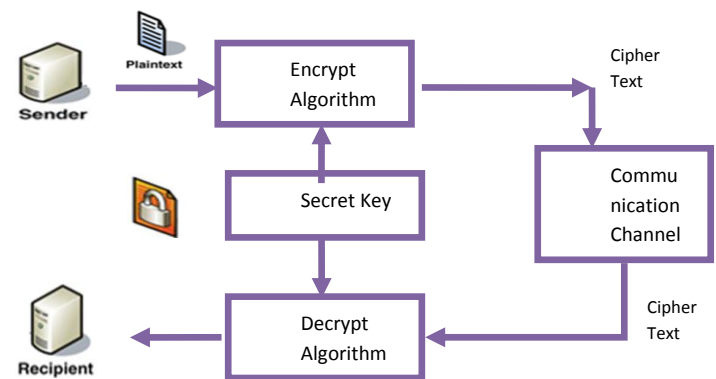 Plaintext
Sender
Encrypt
Algorithm
Cipher
Text
Secret Key
Commu
nication
Channel
Decrypt
Algorithm
Cipher
Text
Recipient